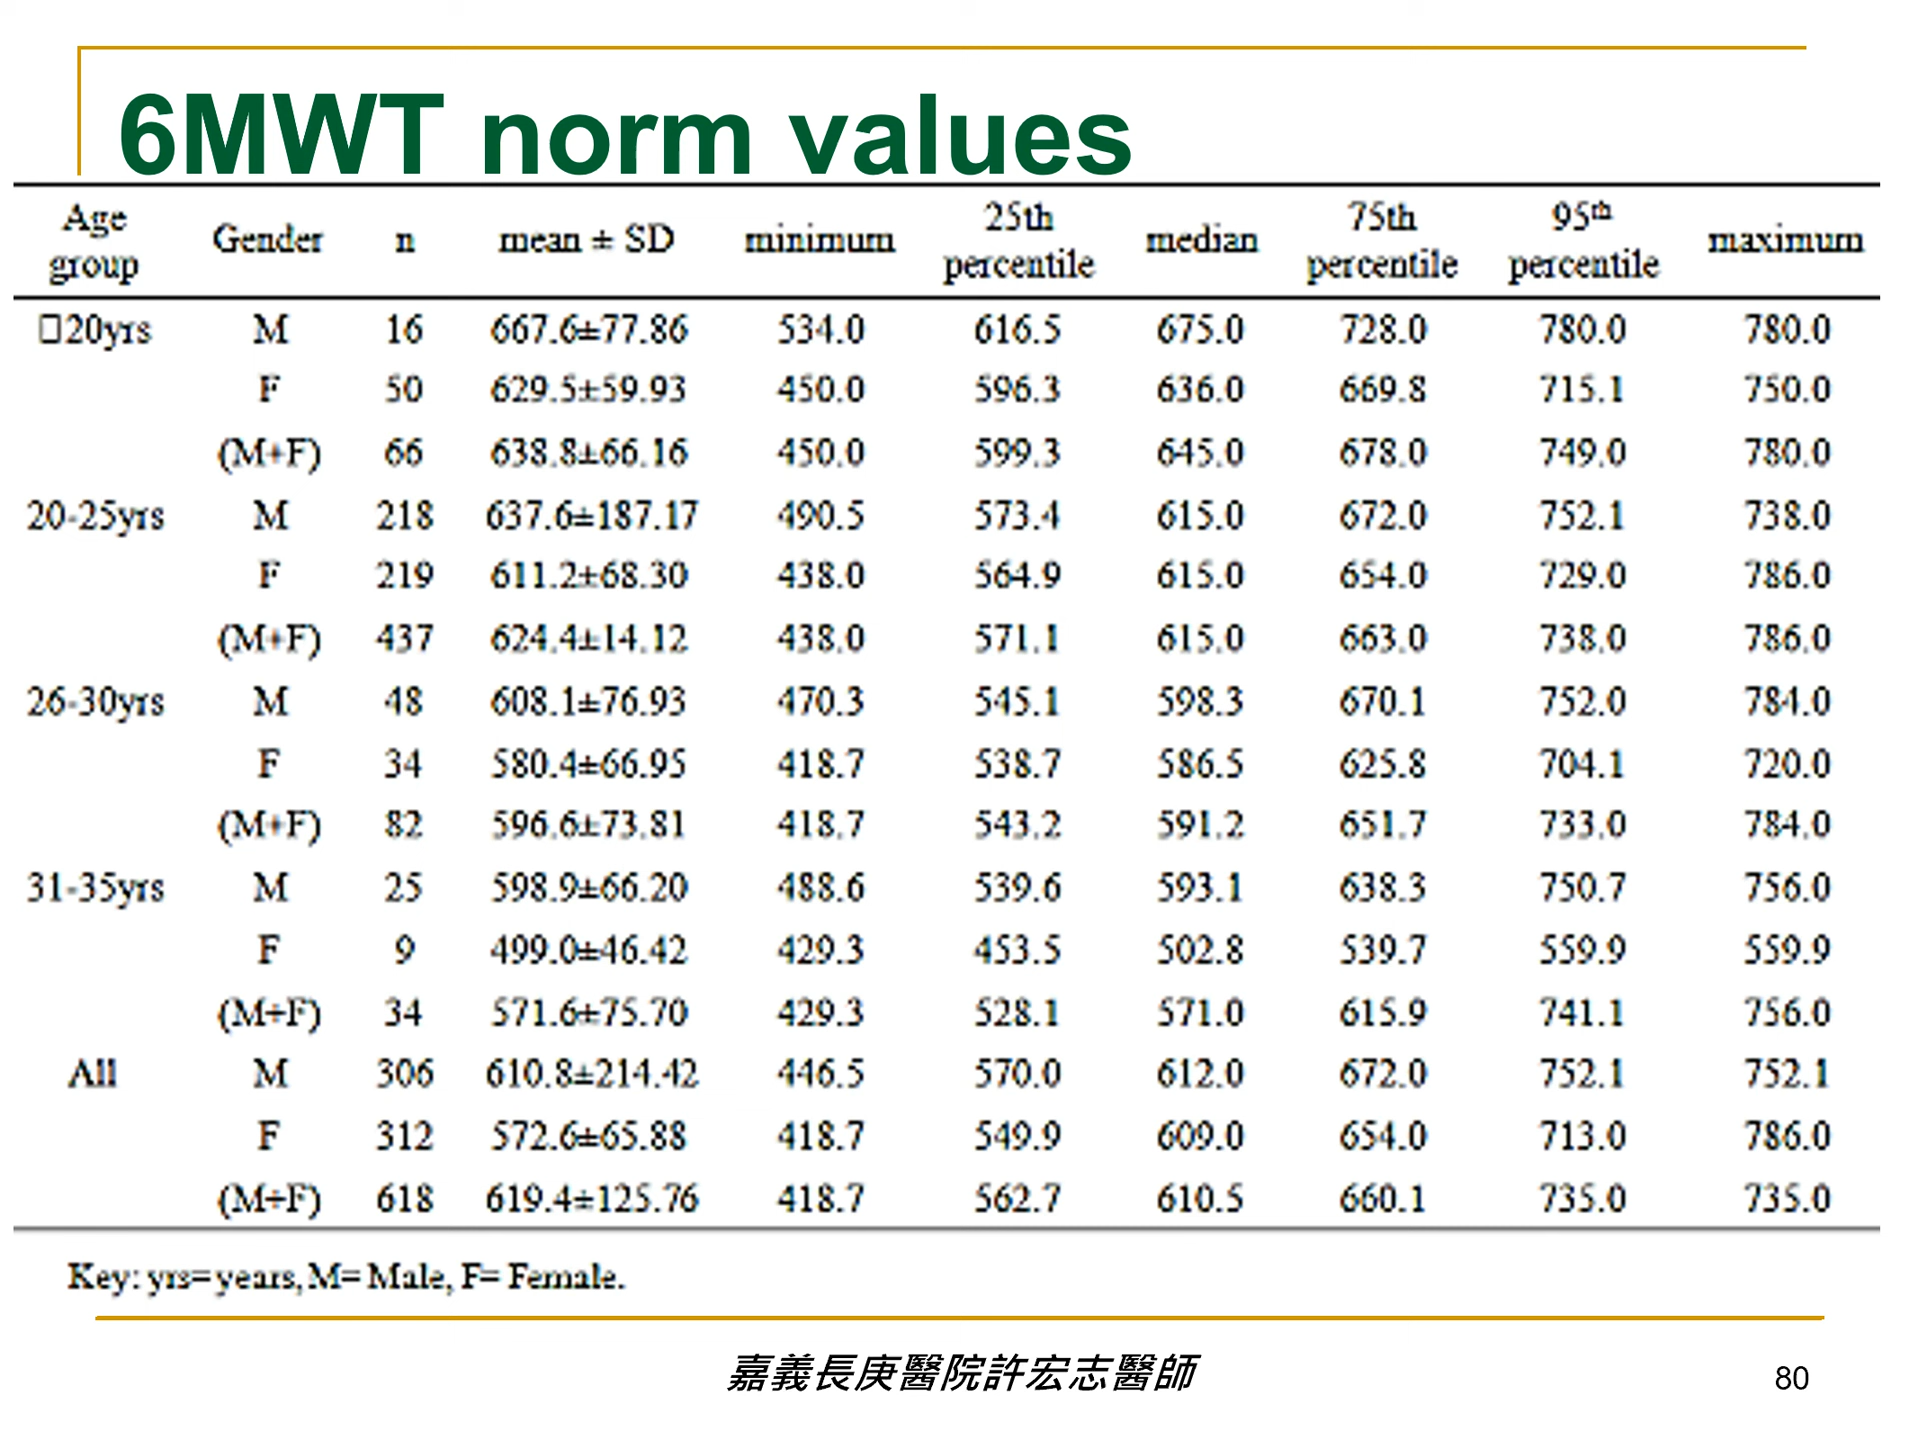 6MWT norm values
Age group Gender n mean ± SD minimum 25th percentile median 75th percentile 95th percentile maximum
□20yrs M 16 667.6±77.86 534.0 616.5 675.0 728.0 780.0 780.0
F 50 629.5±59.93 450.0 596.3 636.0 669.8 715.1 750.0
(M+F) 66 638.8±66.16 450.0 599.3 645.0 678.0 749.0 780.0
20-25yrs M 218 637.6±187.17 490.5 573.4 615.0 672.0 752.1 738.0
F 219 611.2±68.30 438.0 564.9 615.0 654.0 729.0 786.0
(M+F) 437 624.4±14.12 438.0 571.1 615.0 663.0 738.0 786.0
26-30yrs M 48 608.1±76.93 470.3 545.1 598.3 670.1 752.0 784.0
F 34 580.4±66.95 418.7 538.7 586.5 625.8 704.1 720.0
(M+F) 82 596.6±73.81 418.7 543.2 591.2 651.7 733.0 784.0
31-35yrs M 25 598.9±66.20 488.6 539.6 593.1 638.3 750.7 756.0
F 9 499.0±46.42 429.3 453.5 502.8 539.7 559.9 559.9
(M+F) 34 571.6±75.70 429.3 528.1 571.0 615.9 741.1 756.0
All M 306 610.8±214.42 446.5 570.0 612.0 672.0 752.1 752.1
F 312 572.6±65.88 418.7 549.9 609.0 654.0 713.0 786.0
(M+F) 618 619.4±125.76 418.7 562.7 610.5 660.1 735.0 735.0
Key: yrs= years, M= Male, F= Female.
嘉義長庚醫院許宏志醫師
80